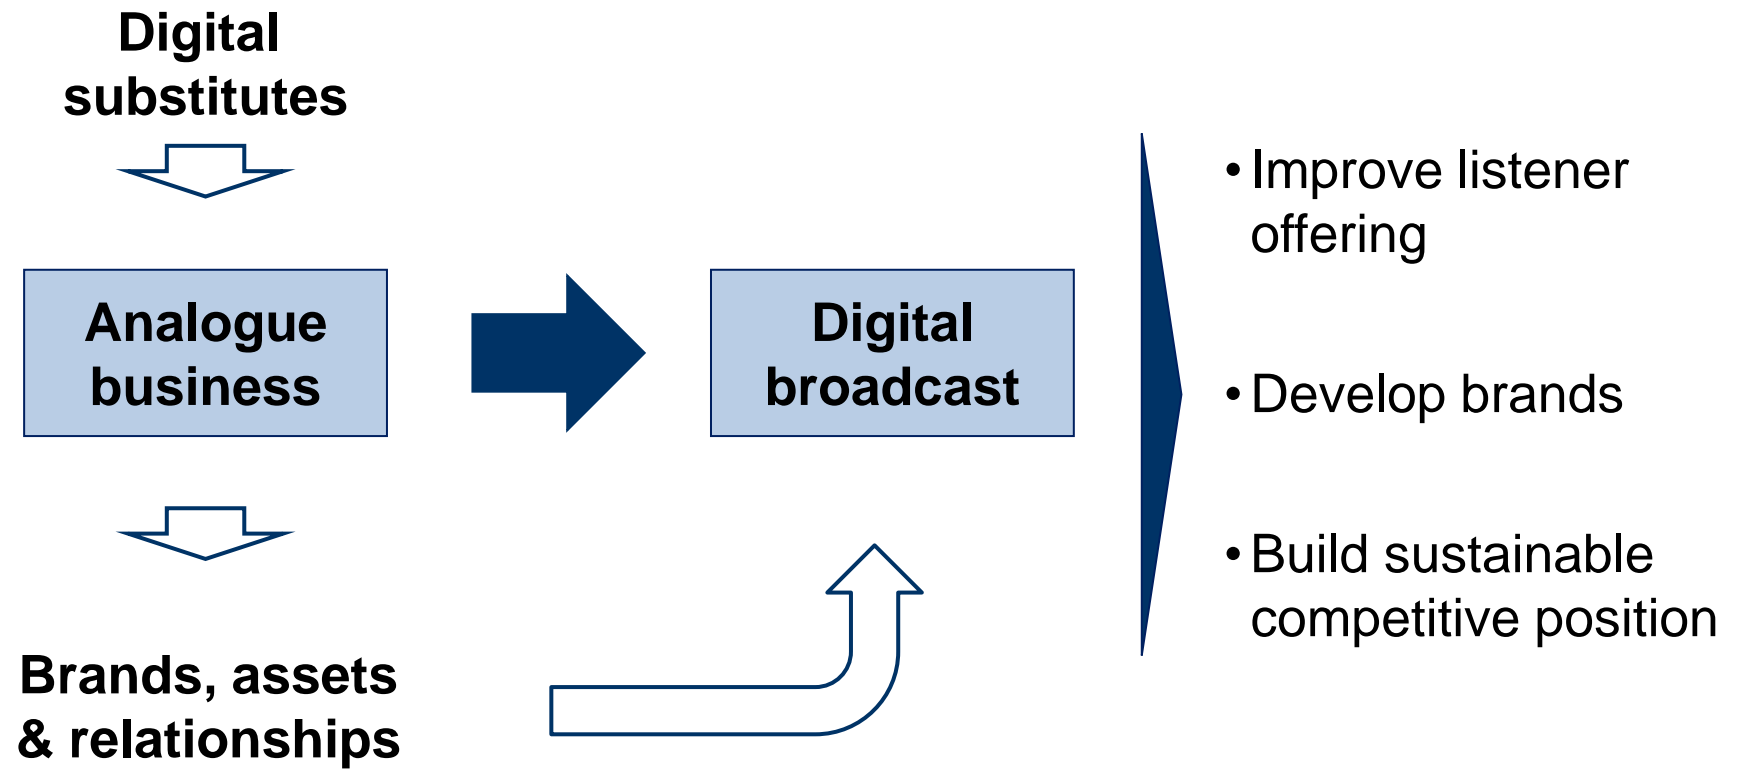 Digital
substitutes
Analogue
business
Brands, assets
& relationships
Digital
broadcast
• Improve listener
offering
• Develop brands
• Build sustainable
competitive position